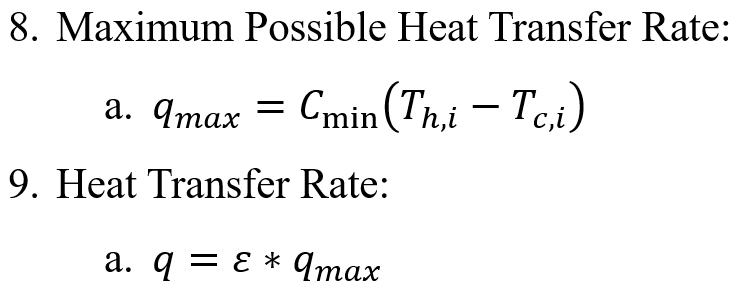 8. Maximum Possible Heat Transfer Rate:
a. q_max = C_min(T_h,i − T_c,i)
9. Heat Transfer Rate:
a. q = ε * q_max